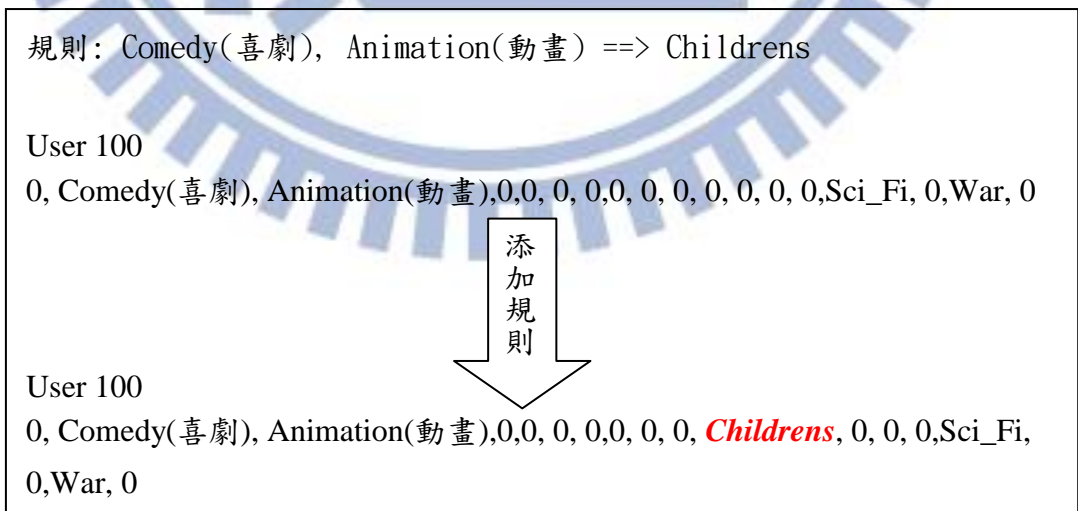 規則: Comedy(喜劇), Animation(動畫) ==> Childrens
User 100
0, Comedy(喜劇), Animation(動畫),0,0, 0, 0,0, 0, 0, 0, 0, 0, 0,Sci_Fi, 0,War, 0
添
加
規
則
User 100
0, Comedy(喜劇), Animation(動畫),0,0, 0, 0,0, 0, 0, Childrens, 0, 0, 0,Sci_Fi,
0,War, 0